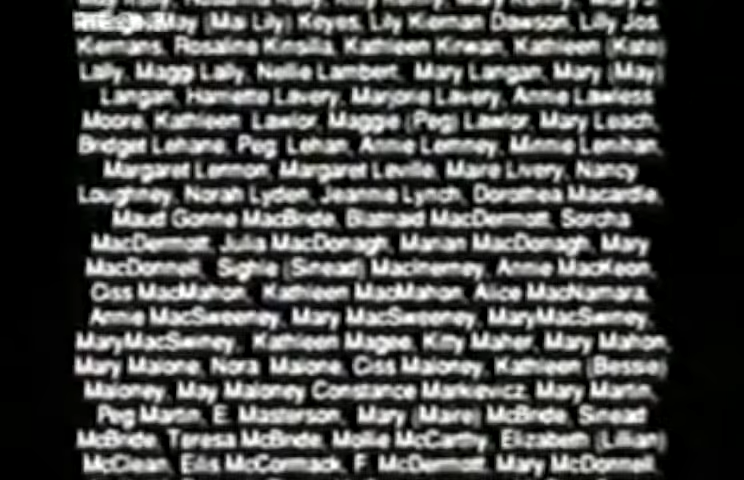 May (Mai Lily) Keyes, Lily Kiernan Dawson, Lilly Jos
Kiernans, Rosaline Kinsilla, Kathleen Kirwan, Kathleen (Kate)
Lally, Maggi Lally, Nellie Lambert, Mary Langan, Mary (May)
Langan, Harriette Lavery, Marjorie Lavery, Annie Lawless
Moore, Kathleen Lawlor, Maggie (Peg) Lawlor, Mary Leach,
Bridget Lehane, Peg Lehan, Annie Lemney, Minnie Lenihan,
Margaret Lennon, Margaret Leville, Maire Livery, Nancy
Loughney, Norah Lyden, Jeannie Lynch, Dorothea Macardle,
Maud Gonne MacBride, Blatnaid MacDermott, Sorcha
MacDermott, Julia MacDonagh, Marian MacDonagh, Mary
MacDonnell, Sighle (Sinead) MacInerney, Annie MacKeon,
Ciss MacMahon, Kathleen MacMahon, Alice MacNamara,
Annie MacSweeney, Mary MacSweeney, MaryMacSwiney,
MaryMacSwiney, Kathleen Magee, Kitty Maher, Mary Mahon,
Mary Malone, Nora Malone, Ciss Maloney, Kathleen (Bessie)
Maloney, May Maloney Constance Markievicz, Mary Martin,
Peg Martin, E. Masterson, Mary (Maire) McBride, Sinead
McBride, Teresa McBride, Mollie McCarthy, Elizabeth (Lillian)
McClean, Eilis McCormack, F. McDermott, Mary McDonnell,